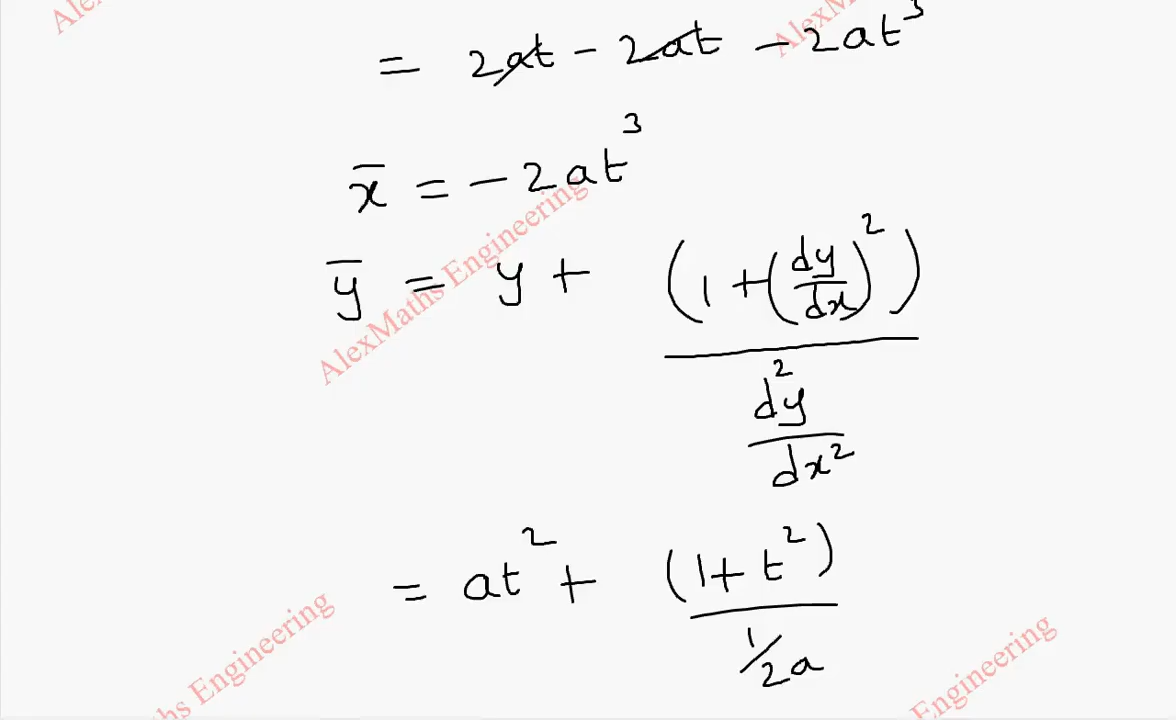 = 2at - 2at - 2at³
x̄ = - 2at³
ȳ = y + (1 + (dy/dx)²) / (d²y/dx²)
= at² + (1 + t²) / (1/2a)
AlexMaths Engineering
AlexMaths
Engineering
Engineering